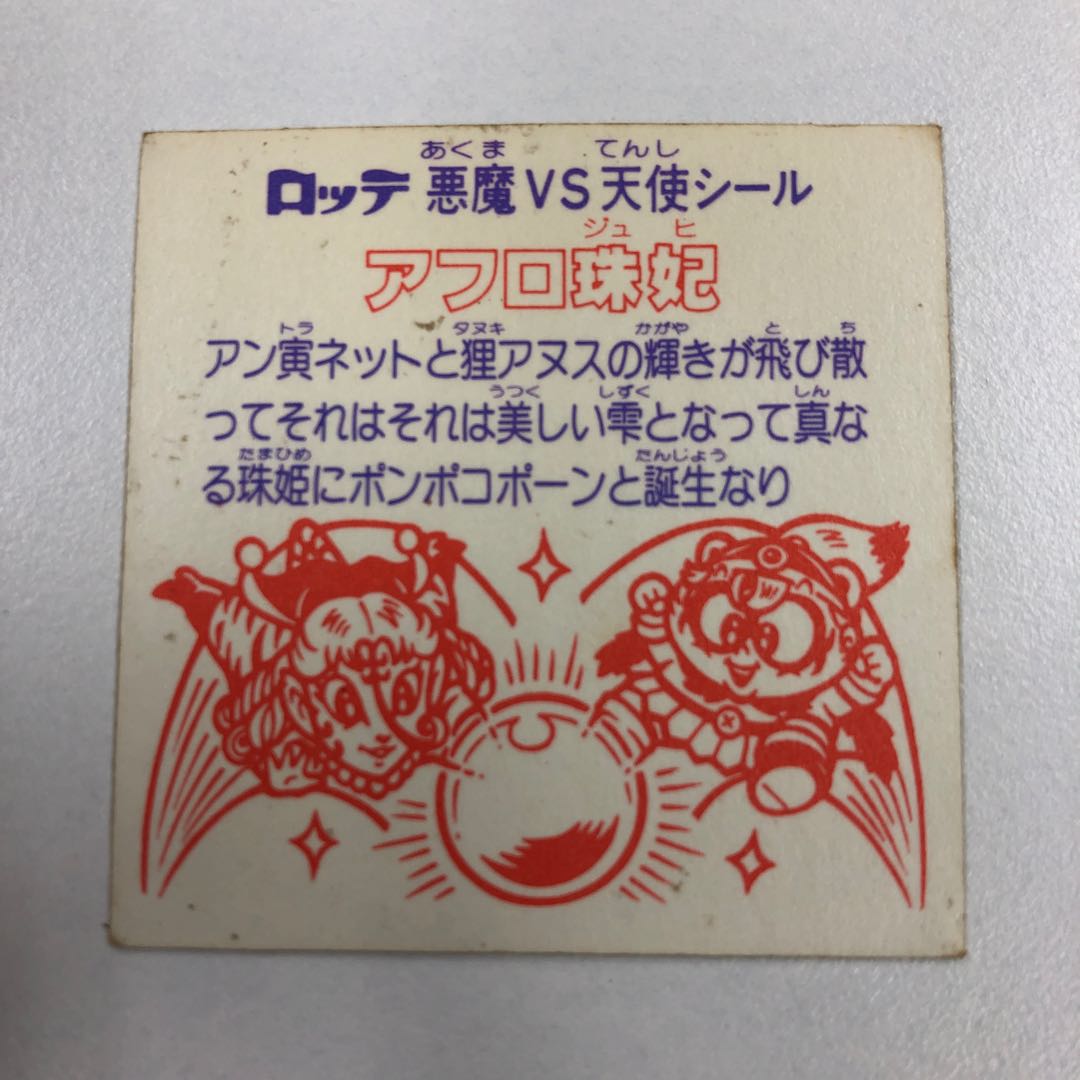 あくま てんし
ロッテ 悪魔VS天使シール
ジュ ヒ
アフロ珠妃
トラ タヌキ かがや と ち
アン寅ネットと狸アヌスの輝きが飛び散
うつく しずく しん
ってそれはそれは美しい雫となって真な
たまひめ たんじょう
る珠姫にポンポコポーンと誕生なり